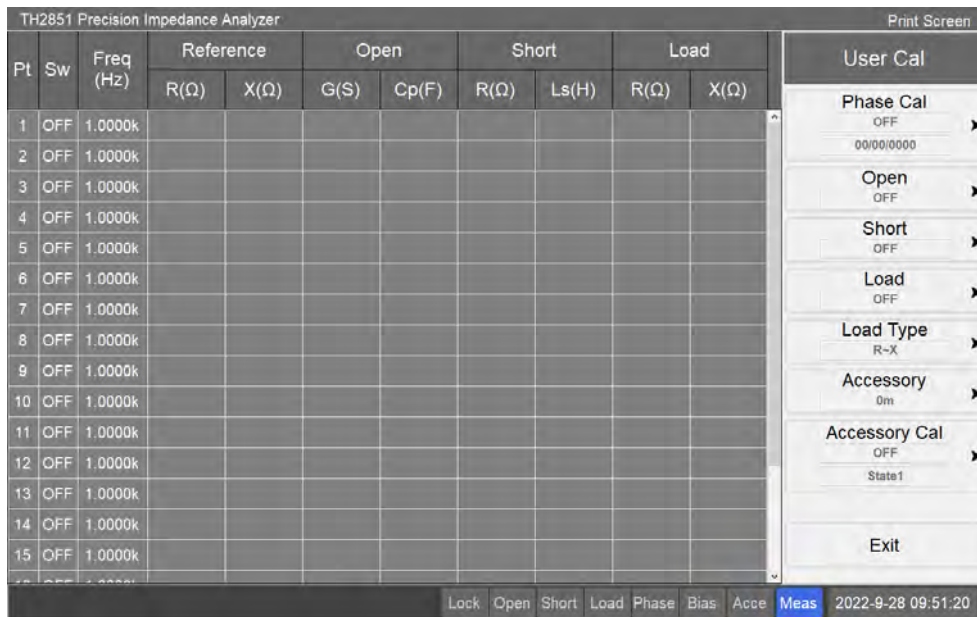 TH2851 Precision Impedance Analyzer Print Screen
Pt Sw Freq (Hz) Reference Open Short Load
R(Ω) X(Ω) G(S) Cp(F) R(Ω) Ls(H) R(Ω) X(Ω)
1 OFF 1.0000k
2 OFF 1.0000k
3 OFF 1.0000k
4 OFF 1.0000k
5 OFF 1.0000k
6 OFF 1.0000k
7 OFF 1.0000k
8 OFF 1.0000k
9 OFF 1.0000k
10 OFF 1.0000k
11 OFF 1.0000k
12 OFF 1.0000k
13 OFF 1.0000k
14 OFF 1.0000k
15 OFF 1.0000k
User Cal
Phase Cal
OFF
00/00/0000
Open
OFF
Short
OFF
Load
OFF
Load Type
R~X
Accessory
0m
Accessory Cal
OFF
State1
Exit
Lock Open Short Load Phase Bias Acce Meas 2022-9-28 09:51:20